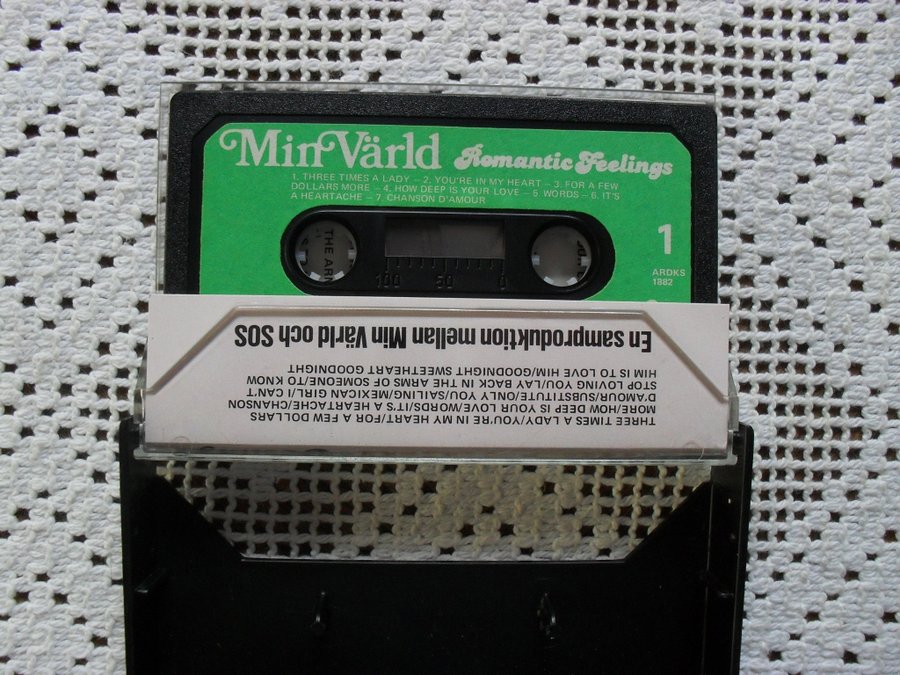 Min Värld Romantic Feelings
1. THREE TIMES A LADY – 2. YOU'RE IN MY HEART – 3. FOR A FEW
DOLLARS MORE – 4. HOW DEEP IS YOUR LOVE – 5. WORDS – 6. IT'S
A HEARTACHE – 7. CHANSON D'AMOUR
1
ARDKS
1882
THE ARM
100 50 0
THREE TIMES A LADY/YOU'RE IN MY HEART/FOR A FEW DOLLARS
MORE/HOW DEEP IS YOUR LOVE/WORDS/IT'S A HEARTACHE/CHANSON
D'AMOUR/SUBSTITUTE/ONLY YOU/SAILING/MEXICAN GIRL/I CAN'T
STOP LOVING YOU/LAY BACK IN THE ARMS OF SOMEONE/TO KNOW
HIM IS TO LOVE HIM/GOODNIGHT SWEETHEART GOODNIGHT
En samproduktion mellan Min Värld och SOS